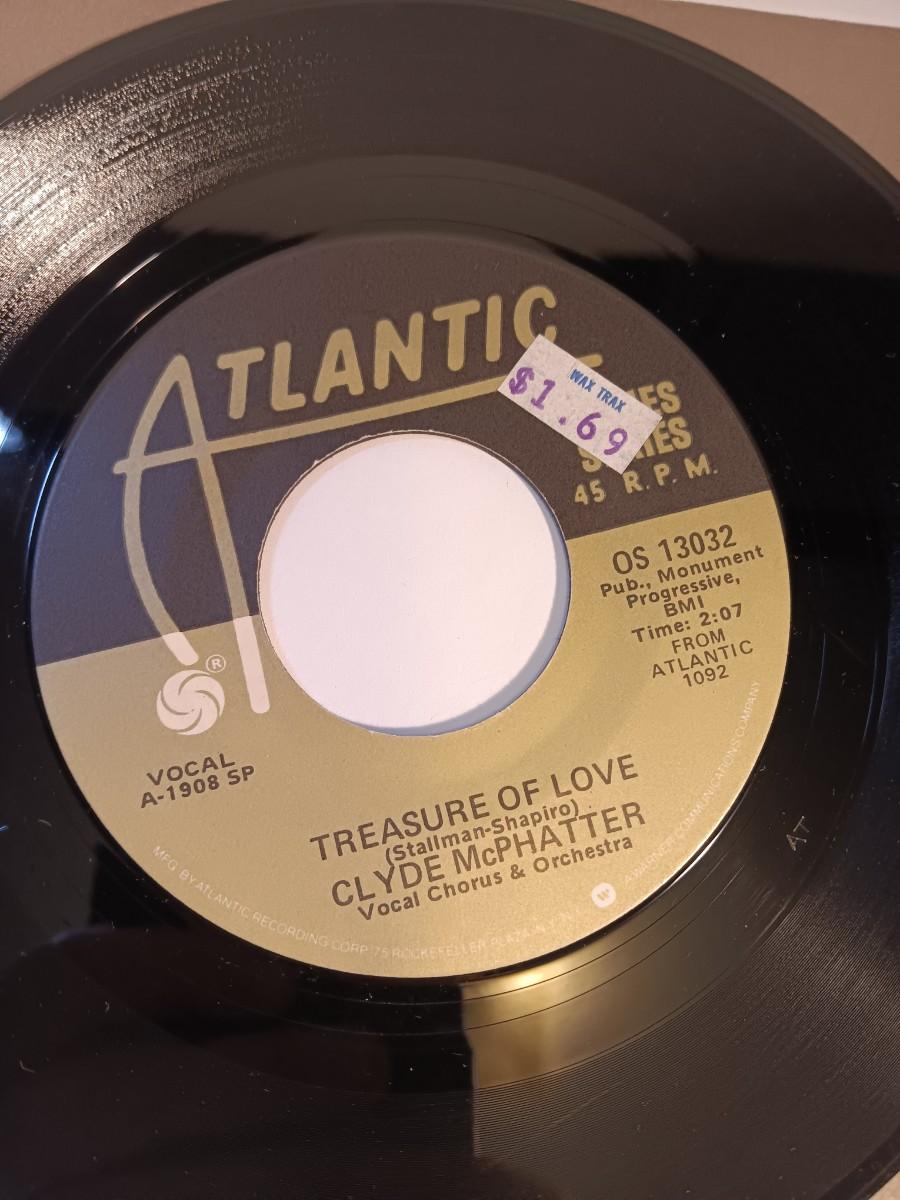 ATLANTIC
WAX TRAX
$1.69
IES
SERIES
45 R.P.M.
OS 13032
Pub., Monument
Progressive,
BMI
Time: 2:07
FROM
ATLANTIC
1092
®
VOCAL
A-1908 SP
TREASURE OF LOVE
(Stallman-Shapiro)
CLYDE McPHATTER
Vocal Chorus & Orchestra
MFG. BY ATLANTIC RECORDING CORP. 75 ROCKEFELLER PLAZA, N.Y., N.Y. A WARNER COMMUNICATIONS COMPANY
AT